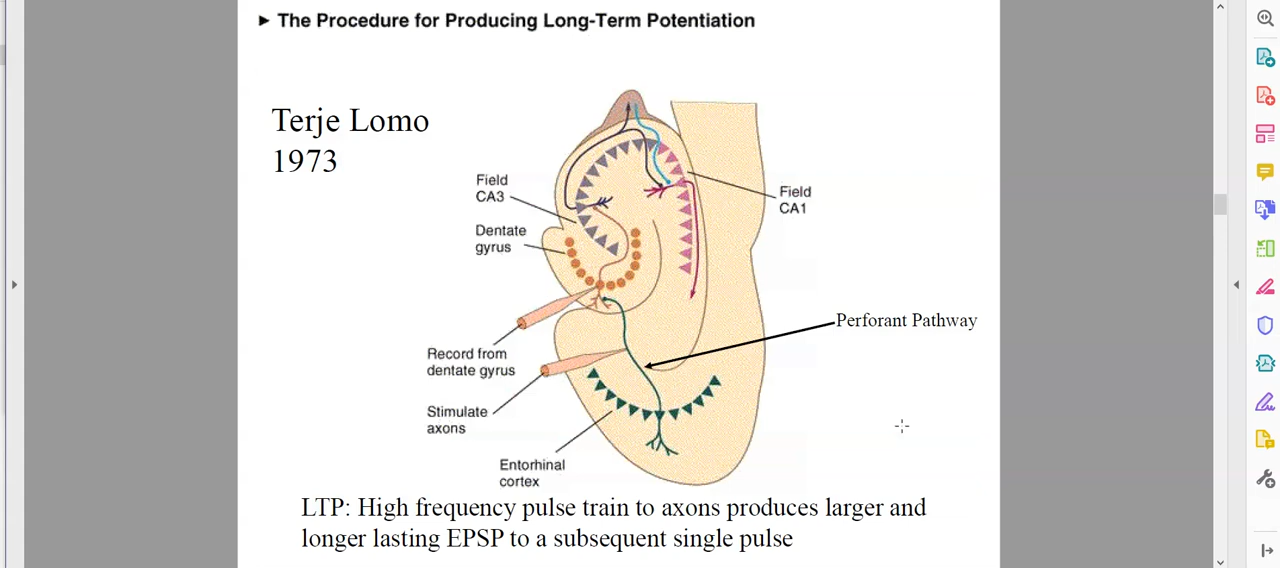 ► The Procedure for Producing Long-Term Potentiation
Terje Lomo
1973
Field
CA3
Field
CA1
Dentate
gyrus
Perforant Pathway
Record from
dentate gyrus
Stimulate
axons
Entorhinal
cortex
LTP: High frequency pulse train to axons produces larger and
longer lasting EPSP to a subsequent single pulse